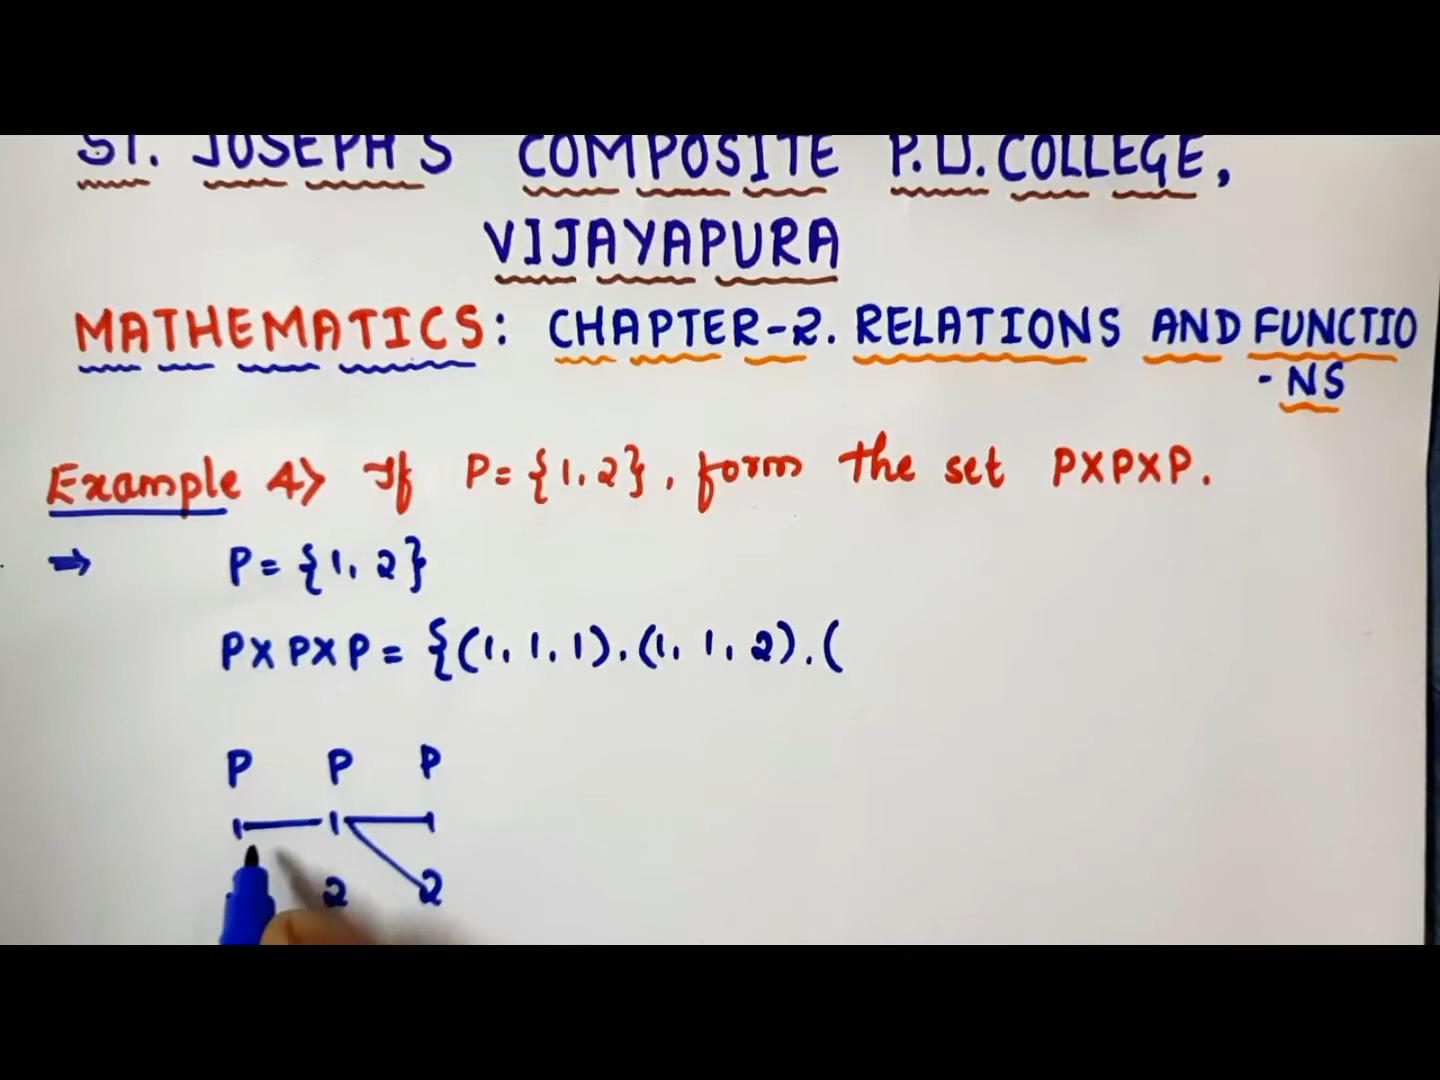 ST. JOSEPH'S COMPOSITE P.U. COLLEGE,
VIJAYAPURA
MATHEMATICS: CHAPTER-2. RELATIONS AND FUNCTIO
- NS
Example 4> If P = {1, 2}, form the set PXPXP.
⇒ P = {1, 2}
PXPXP = {(1, 1, 1). (1, 1, 2). (
P P P
1 1 1
2 2